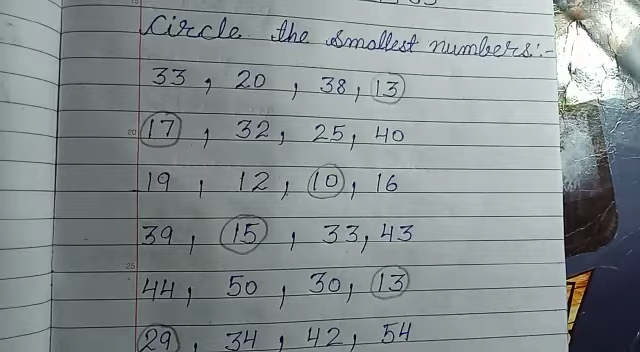 Circle the smallest numbers:-
33, 20, 38, 13
17, 32, 25, 40
19, 12, 10, 16
39, 15, 33, 43
44, 50, 30, 13
29, 34, 42, 54